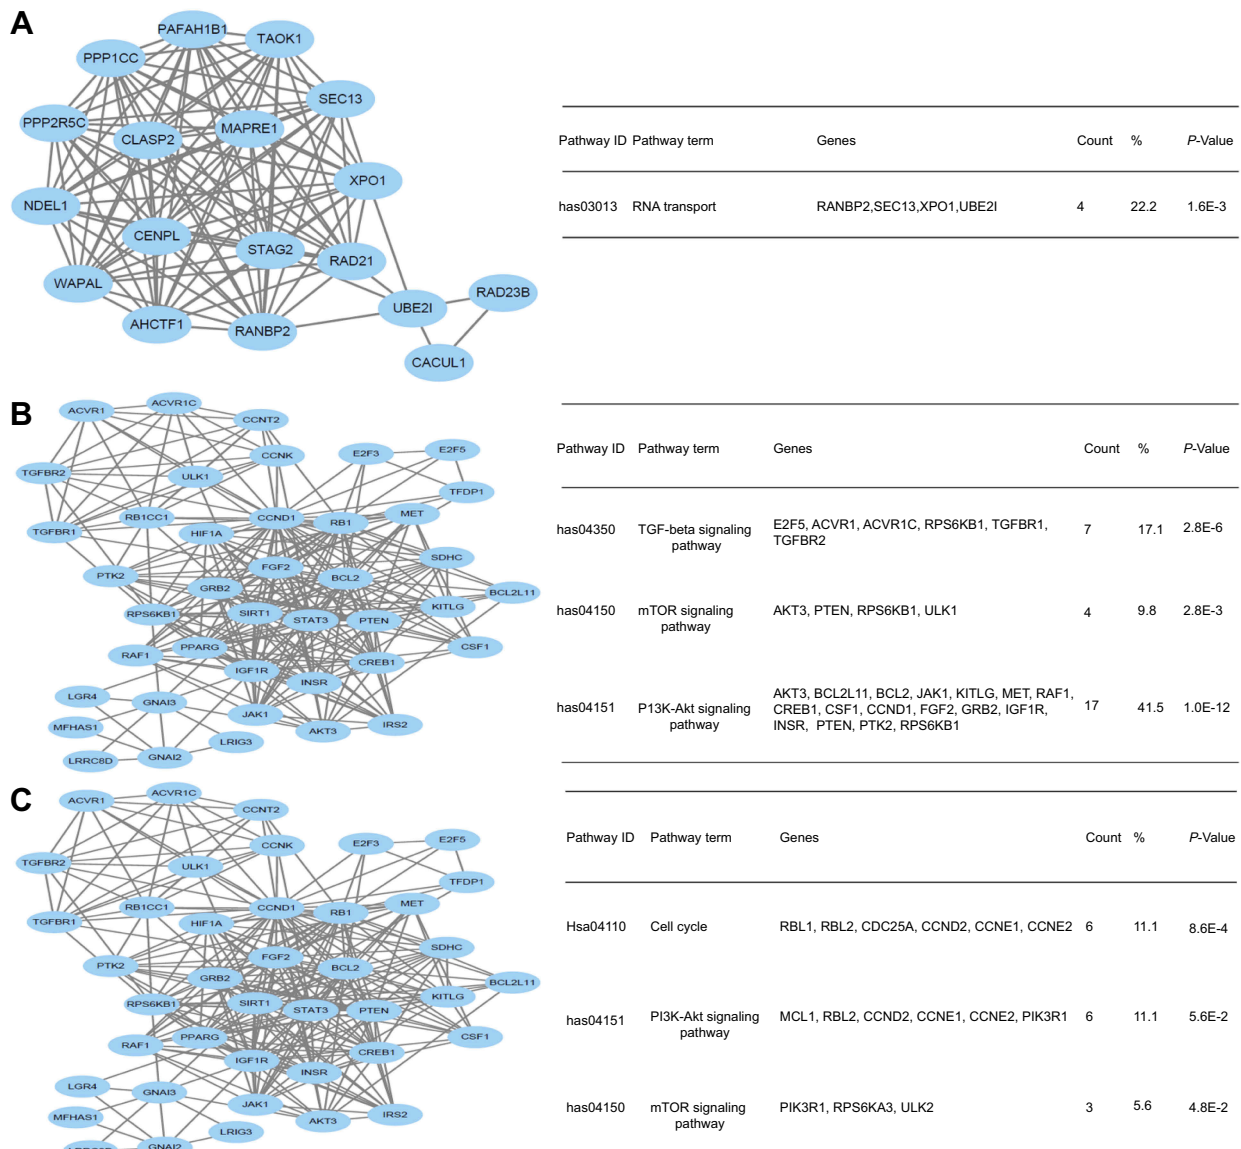 A
PAFAH1B1
TAOK1
PPP1CC
SEC13
PPP2R5C
CLASP2
MAPRE1
XPO1
NDEL1
CENPL
STAG2
RAD21
WAPAL
UBE2I
RAD23B
AHCTF1
RANBP2
CACUL1
Pathway ID Pathway term Genes Count % P-Value
has03013 RNA transport RANBP2,SEC13,XPO1,UBE2I 4 22.2 1.6E-3
B
ACVR1
ACVR1C
CCNT2
CCNK
E2F3
E2F5
TGFBR2
ULK1
TFDP1
TGFBR1
RB1CC1
HIF1A
CCND1
RB1
MET
SDHC
PTK2
FGF2
BCL2
GRB2
BCL2L11
KITLG
RPS6KB1
SIRT1
STAT3
PTEN
CSF1
RAF1
PPARG
IGF1R
CREB1
INSR
LGR4
GNAI3
JAK1
IRS2
AKT3
MFHAS1
LRIG3
LRRC8D
GNAI2
Pathway ID Pathway term Genes Count % P-Value
has04350 TGF-beta signaling E2F5, ACVR1, ACVR1C, RPS6KB1, TGFBR1, 7 17.1 2.8E-6
pathway TGFBR2
has04150 mTOR signaling AKT3, PTEN, RPS6KB1, ULK1 4 9.8 2.8E-3
pathway
AKT3, BCL2L11, BCL2, JAK1, KITLG, MET, RAF1,
has04151 P13K-Akt signaling CREB1, CSF1, CCND1, FGF2, GRB2, IGF1R, 17 41.5 1.0E-12
pathway INSR, PTEN, PTK2, RPS6KB1
C
ACVR1
ACVR1C
CCNT2
CCNK
E2F3
E2F5
TGFBR2
ULK1
TFDP1
TGFBR1
RB1CC1
HIF1A
CCND1
RB1
MET
SDHC
PTK2
FGF2
BCL2
GRB2
BCL2L11
KITLG
RPS6KB1
SIRT1
STAT3
PTEN
CSF1
RAF1
PPARG
IGF1R
CREB1
INSR
LGR4
GNAI3
JAK1
IRS2
AKT3
MFHAS1
LRIG3
GNAI2
Pathway ID Pathway term Genes Count % P-Value
Hsa04110 Cell cycle RBL1, RBL2, CDC25A, CCND2, CCNE1, CCNE2 6 11.1 8.6E-4
has04151 PI3K-Akt signaling MCL1, RBL2, CCND2, CCNE1, CCNE2, PIK3R1 6 11.1 5.6E-2
pathway
has04150 mTOR signaling PIK3R1, RPS6KA3, ULK2 3 5.6 4.8E-2
pathway